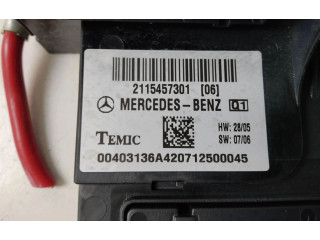 2115457301 [06]
MERCEDES-BENZ 01
TEMIC
HW: 28/05
SW: 07/06
00403136A420712500045